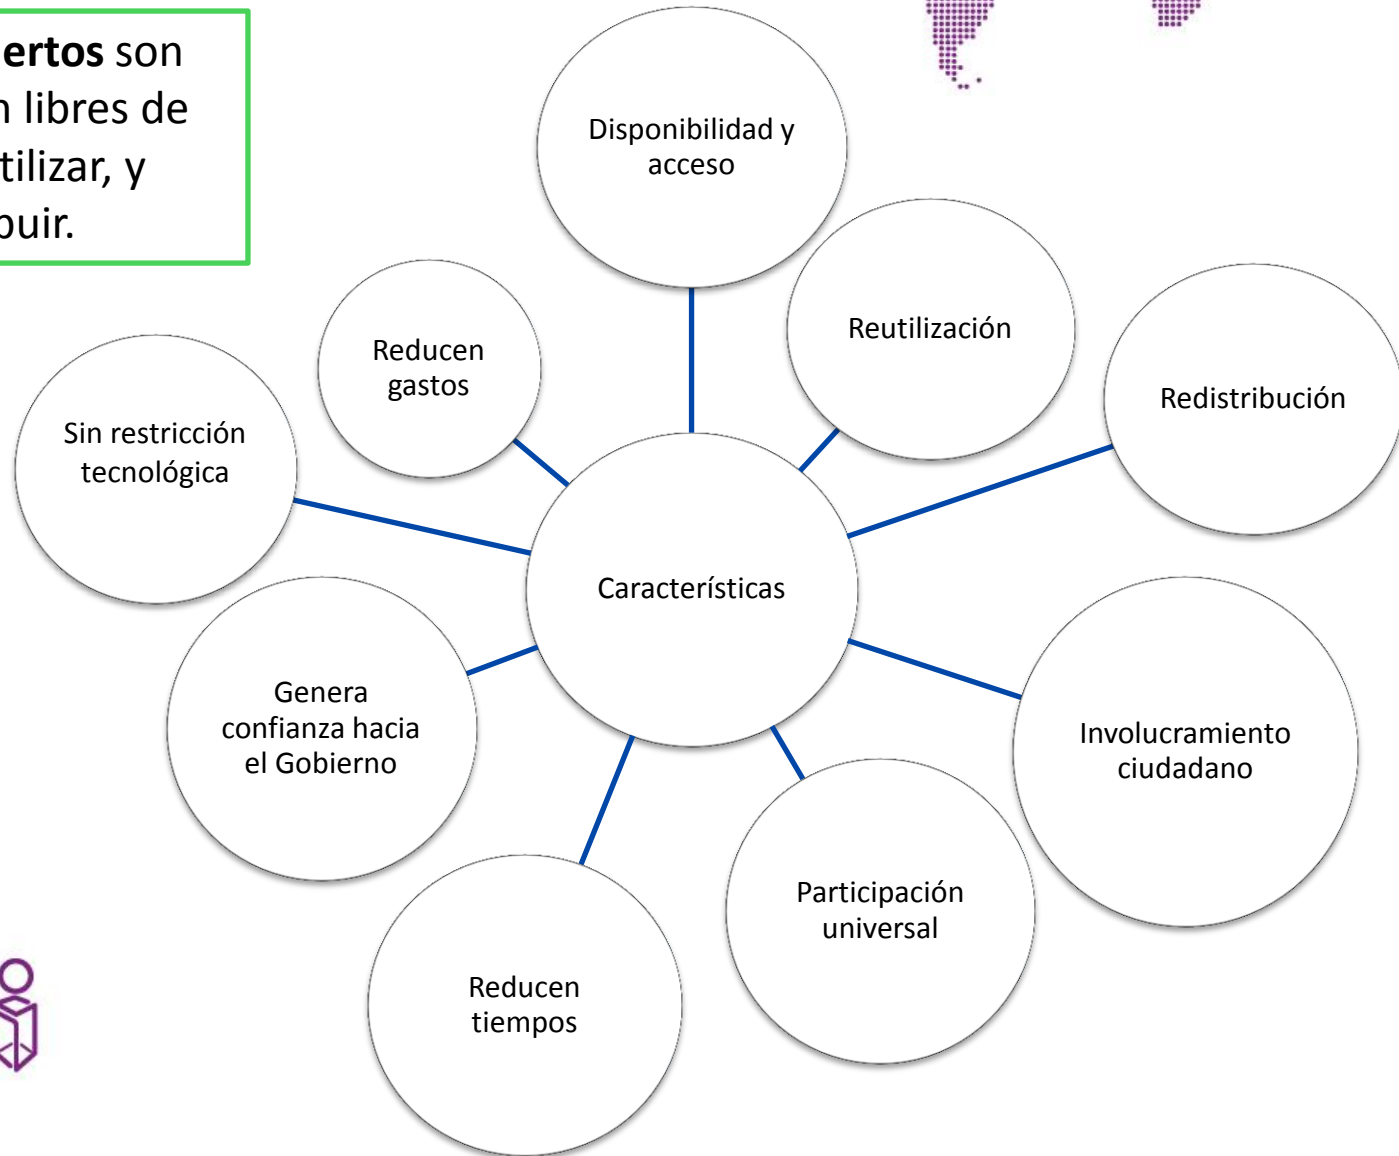 ertos son
libres de
tilizar, y
buir.
Disponibilidad y
acceso
Reutilización
Reducen
gastos
Redistribución
Sin restricción
tecnológica
Característísticas
Genera
confianza hacia
el Gobierno
Involucramiento
ciudadano
Participación
universal
Reducen
tiempos